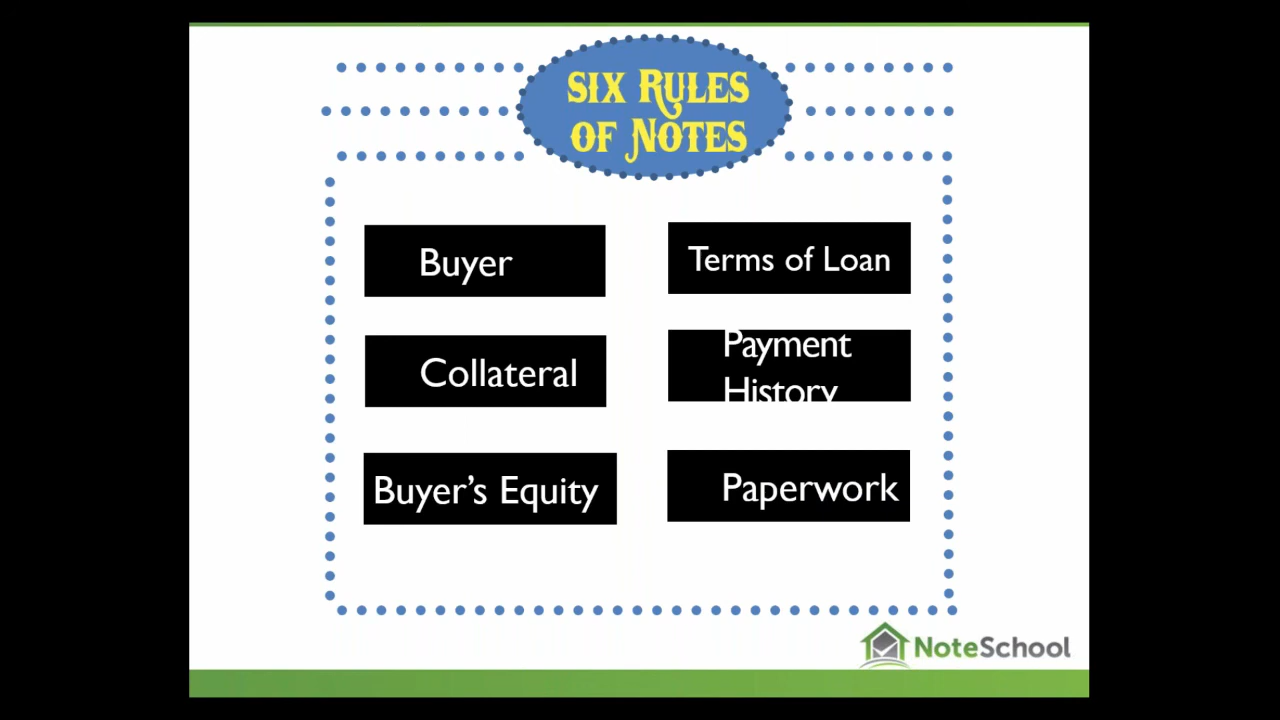 SIX RULES
OF NOTES
Buyer
Terms of Loan
Collateral
Payment
History
Buyer’s Equity
Paperwork
NoteSchool